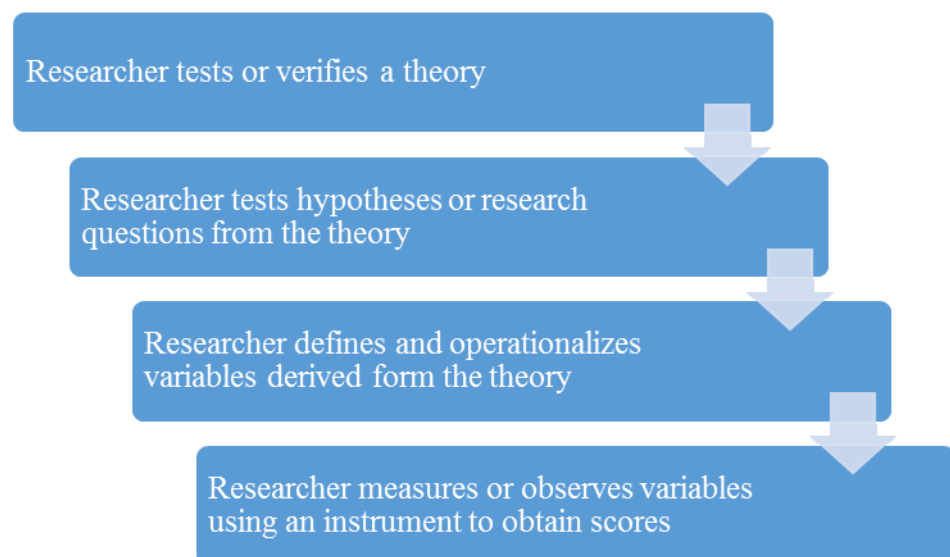 Researcher tests or verifies a theory
Researcher tests hypotheses or research
questions from the theory
Researcher defines and operationalizes
variables derived form the theory
Researcher measures or observes variables
using an instrument to obtain scores